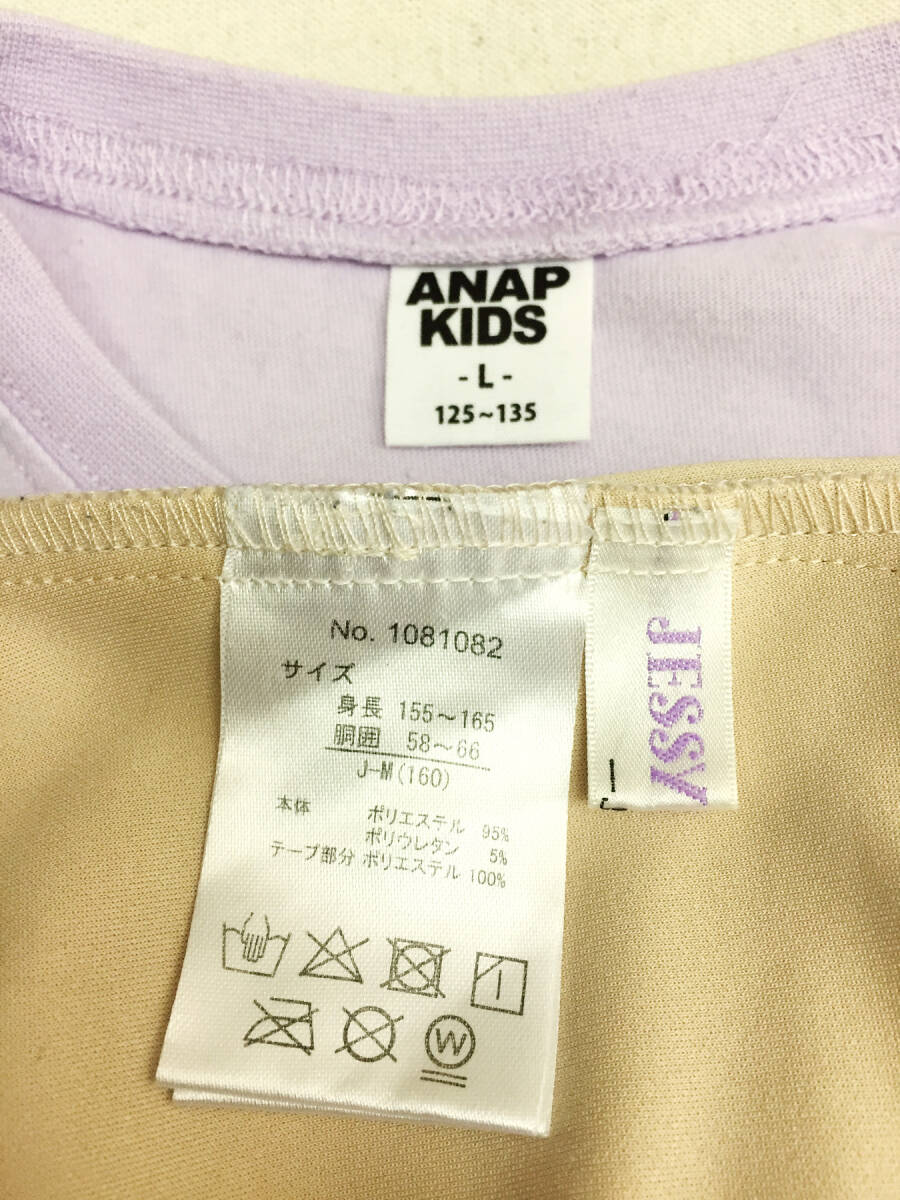 ANAP
KIDS
- L -
125~135
No. 1081082
サイズ
身長 155~165
胴囲 58~66
J-M(160)
本体 ポリエステル 95%
ポリウレタン 5%
テープ部分 ポリエステル 100%
W
JESSY